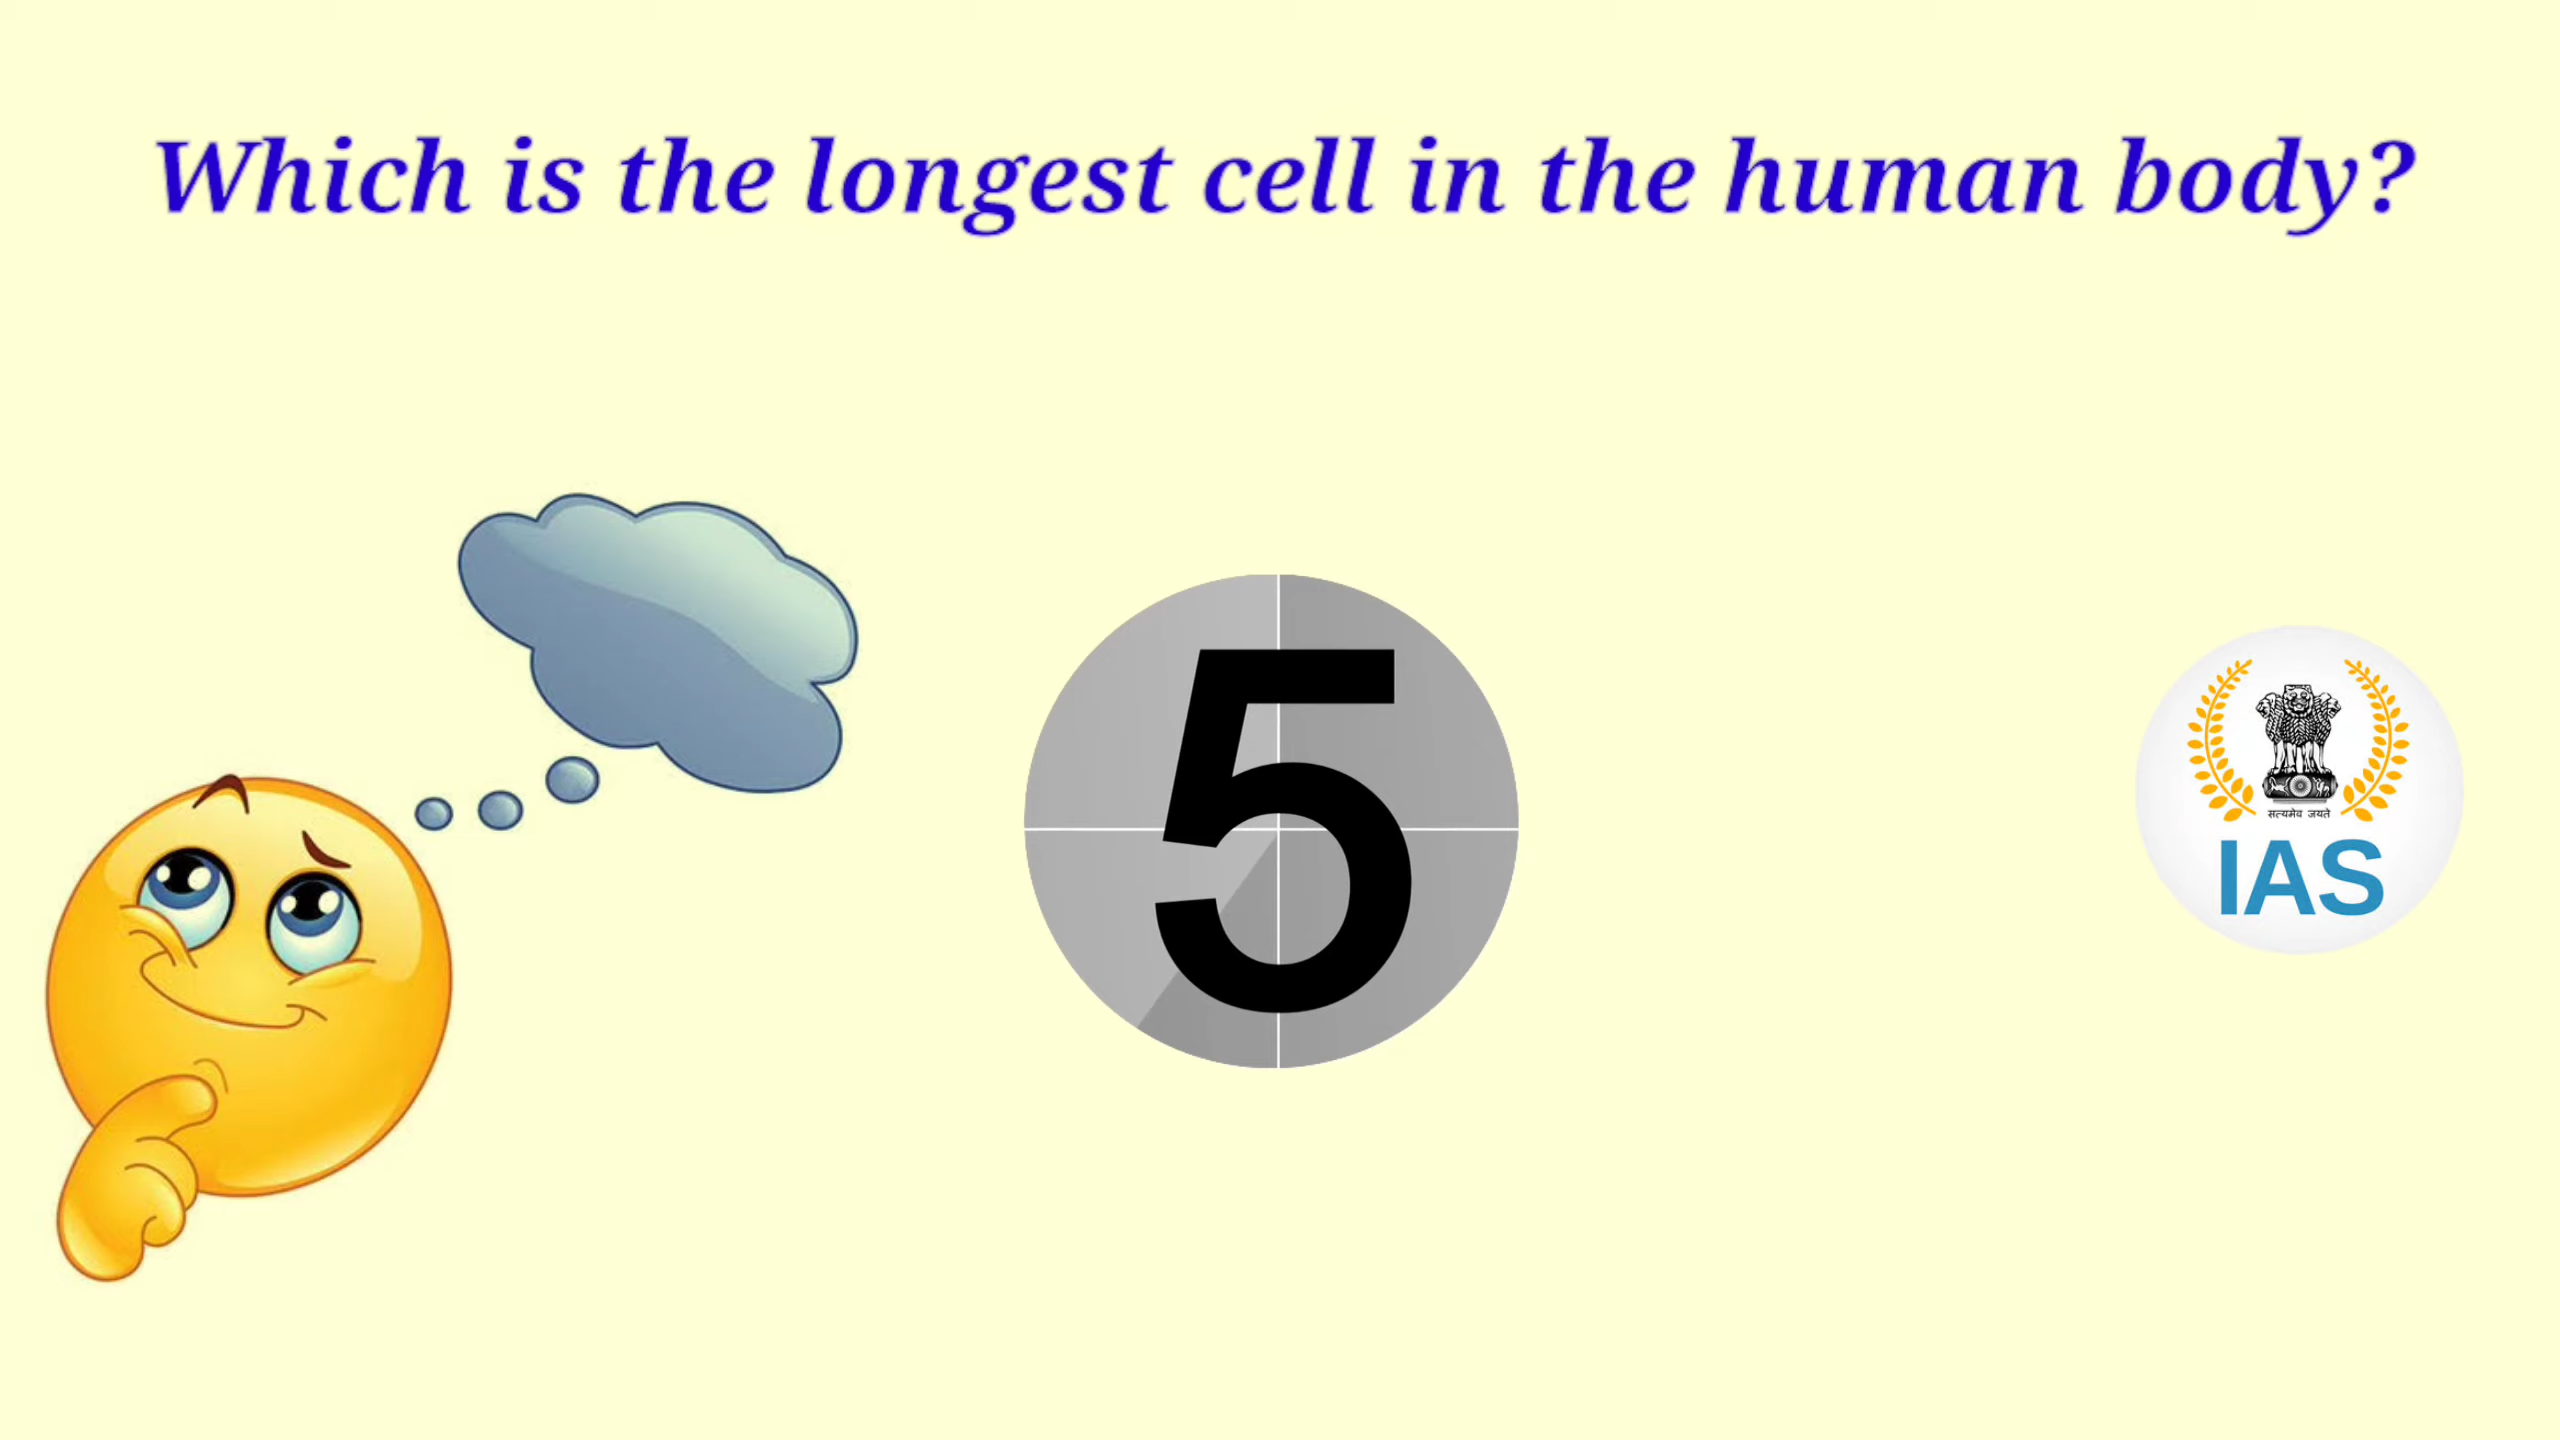 Which is the longest cell in the human body?
5
सत्यमेव जयते
IAS